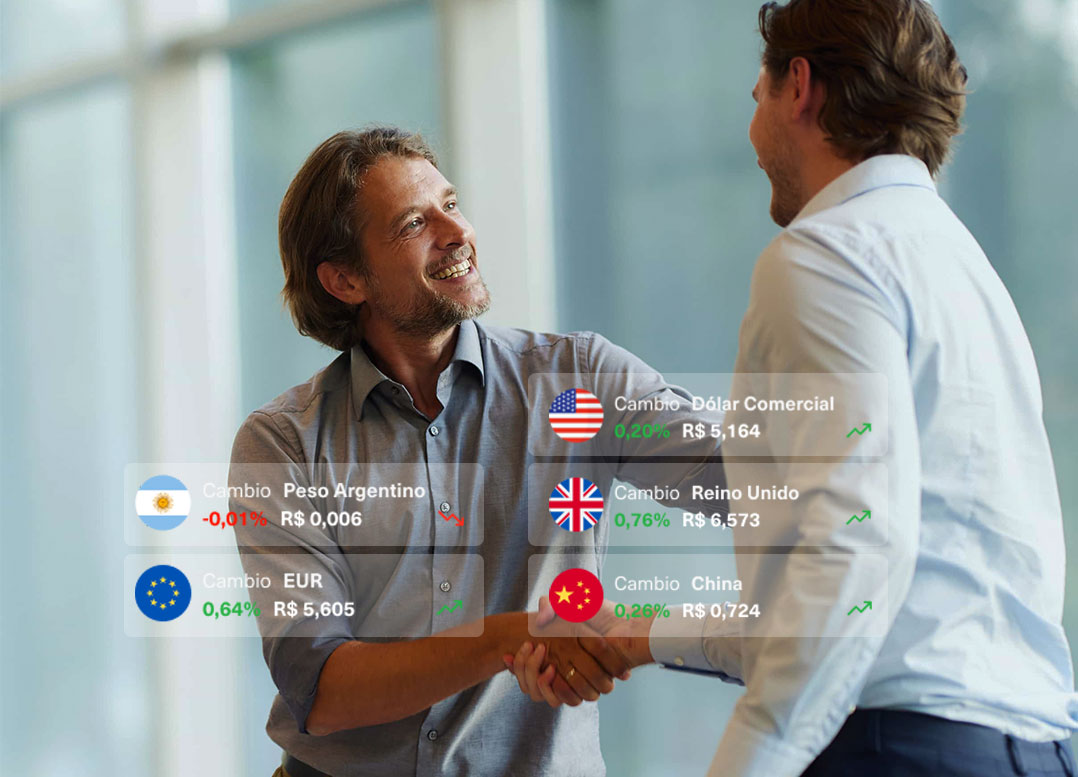 Cambio Dólar Comercial
0,20% R$ 5,164
Cambio Peso Argentino
-0,01% R$ 0,006
Cambio Reino Unido
0,76% R$ 6,573
Cambio EUR
0,64% R$ 5,605
Cambio China
0,26% R$ 0,724